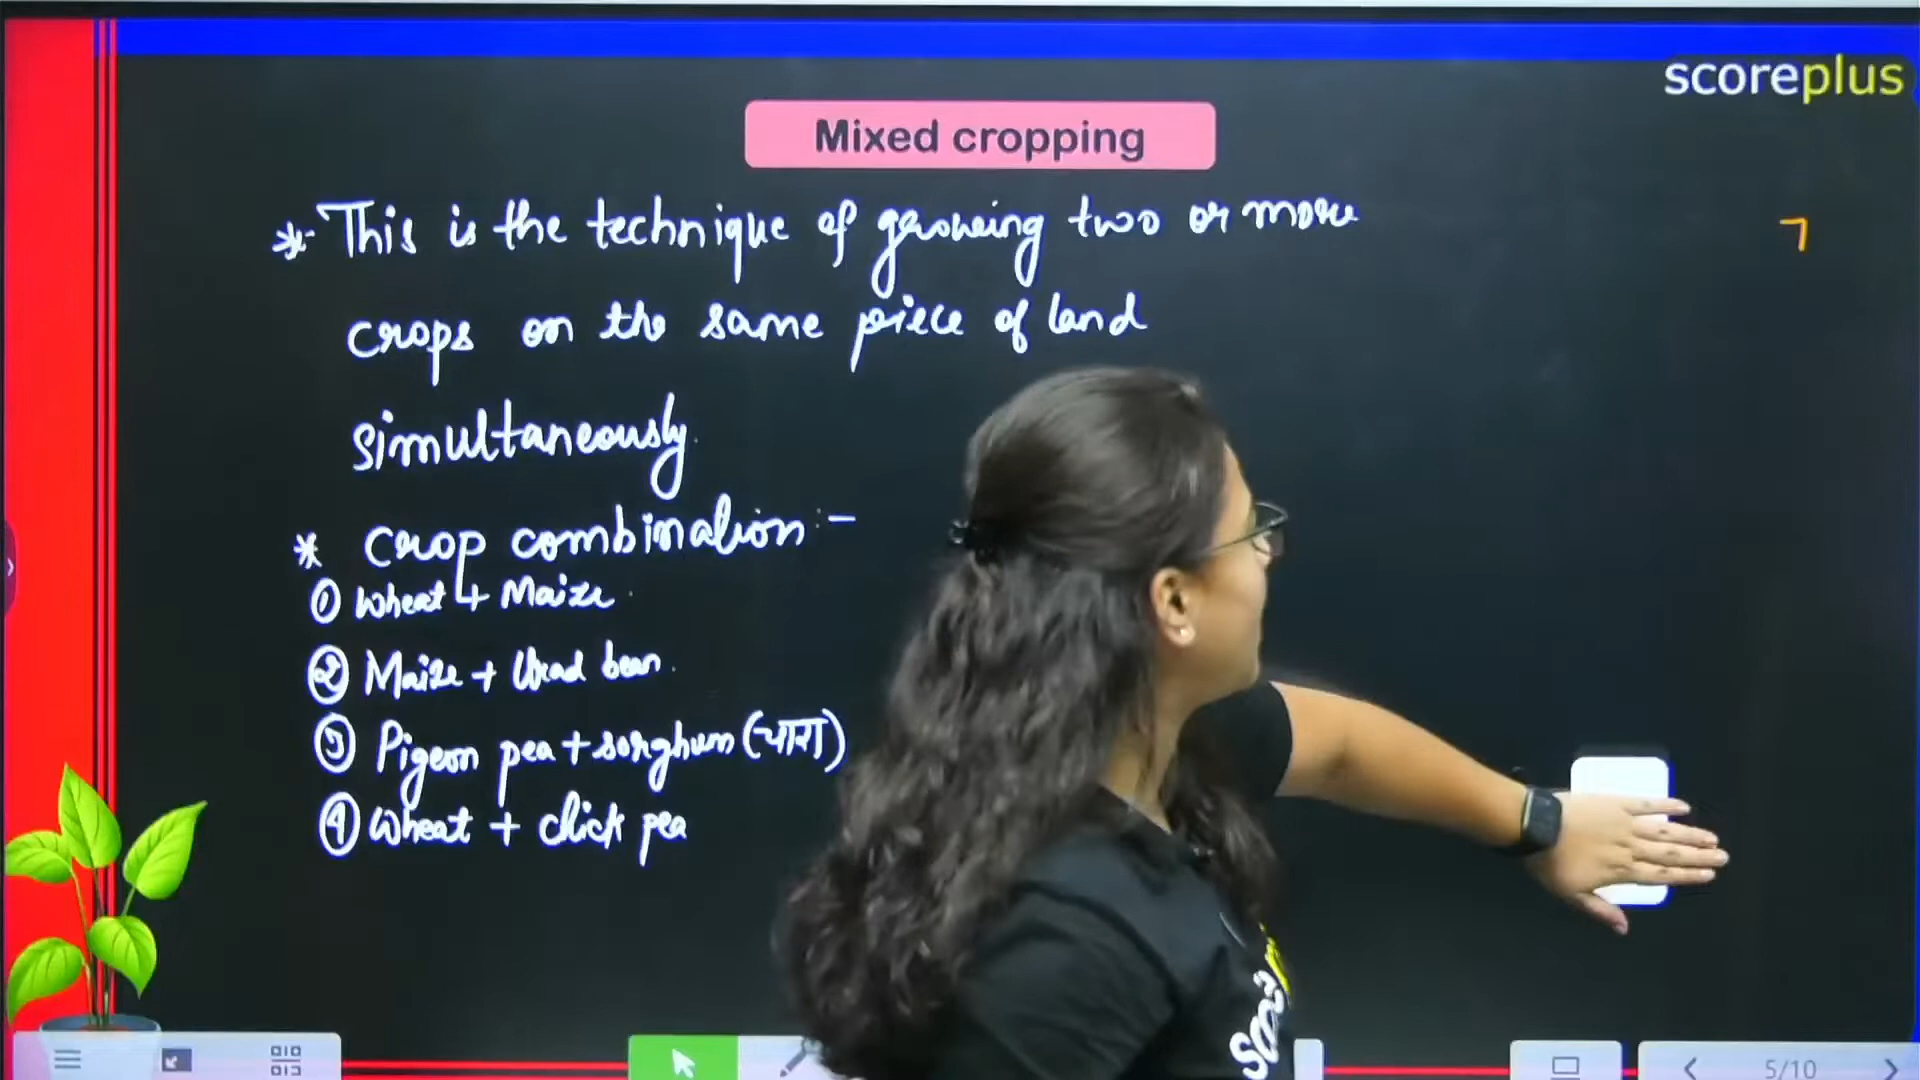 scoreplus
Mixed cropping
* This is the technique of growing two or more
crops on the same piece of land
simultaneously.
* Crop combination :-
① Wheat + Maize
② Maize + Urad bean.
③ Pigeon pea + sorghum (चारा)
④ Wheat + chick pea
5/10